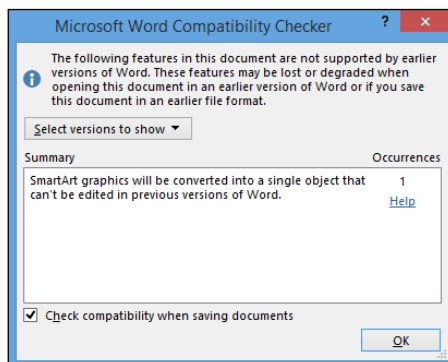 Microsoft Word Compatibility Checker
? ×
The following features in this document are not supported by earlier
versions of Word. These features may be lost or degraded when
opening this document in an earlier version of Word or if you save
this document in an earlier file format.
Select versions to show
Summary Occurrences
SmartArt graphics will be converted into a single object that 1
can't be edited in previous versions of Word. Help
Check compatibility when saving documents
OK